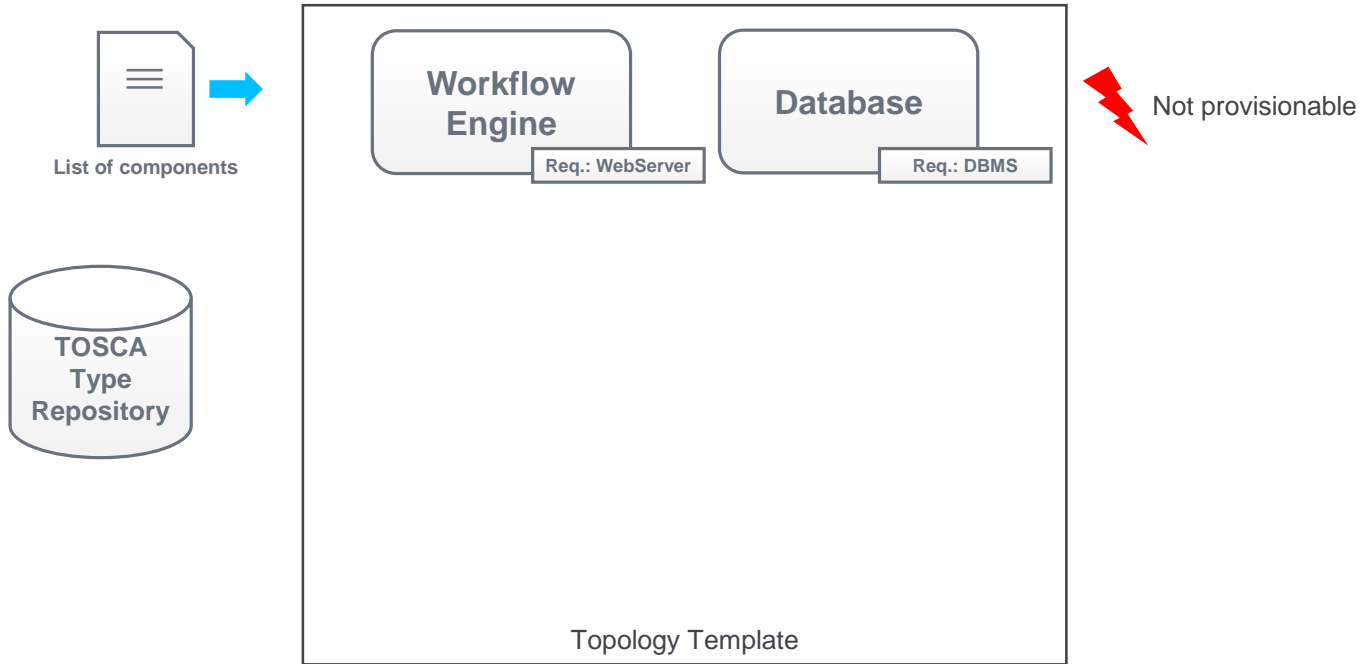 List of components
Workflow
Engine
Req.: WebServer
Database
Req.: DBMS
Not provisionable
TOSCA
Type
Repository
Topology Template